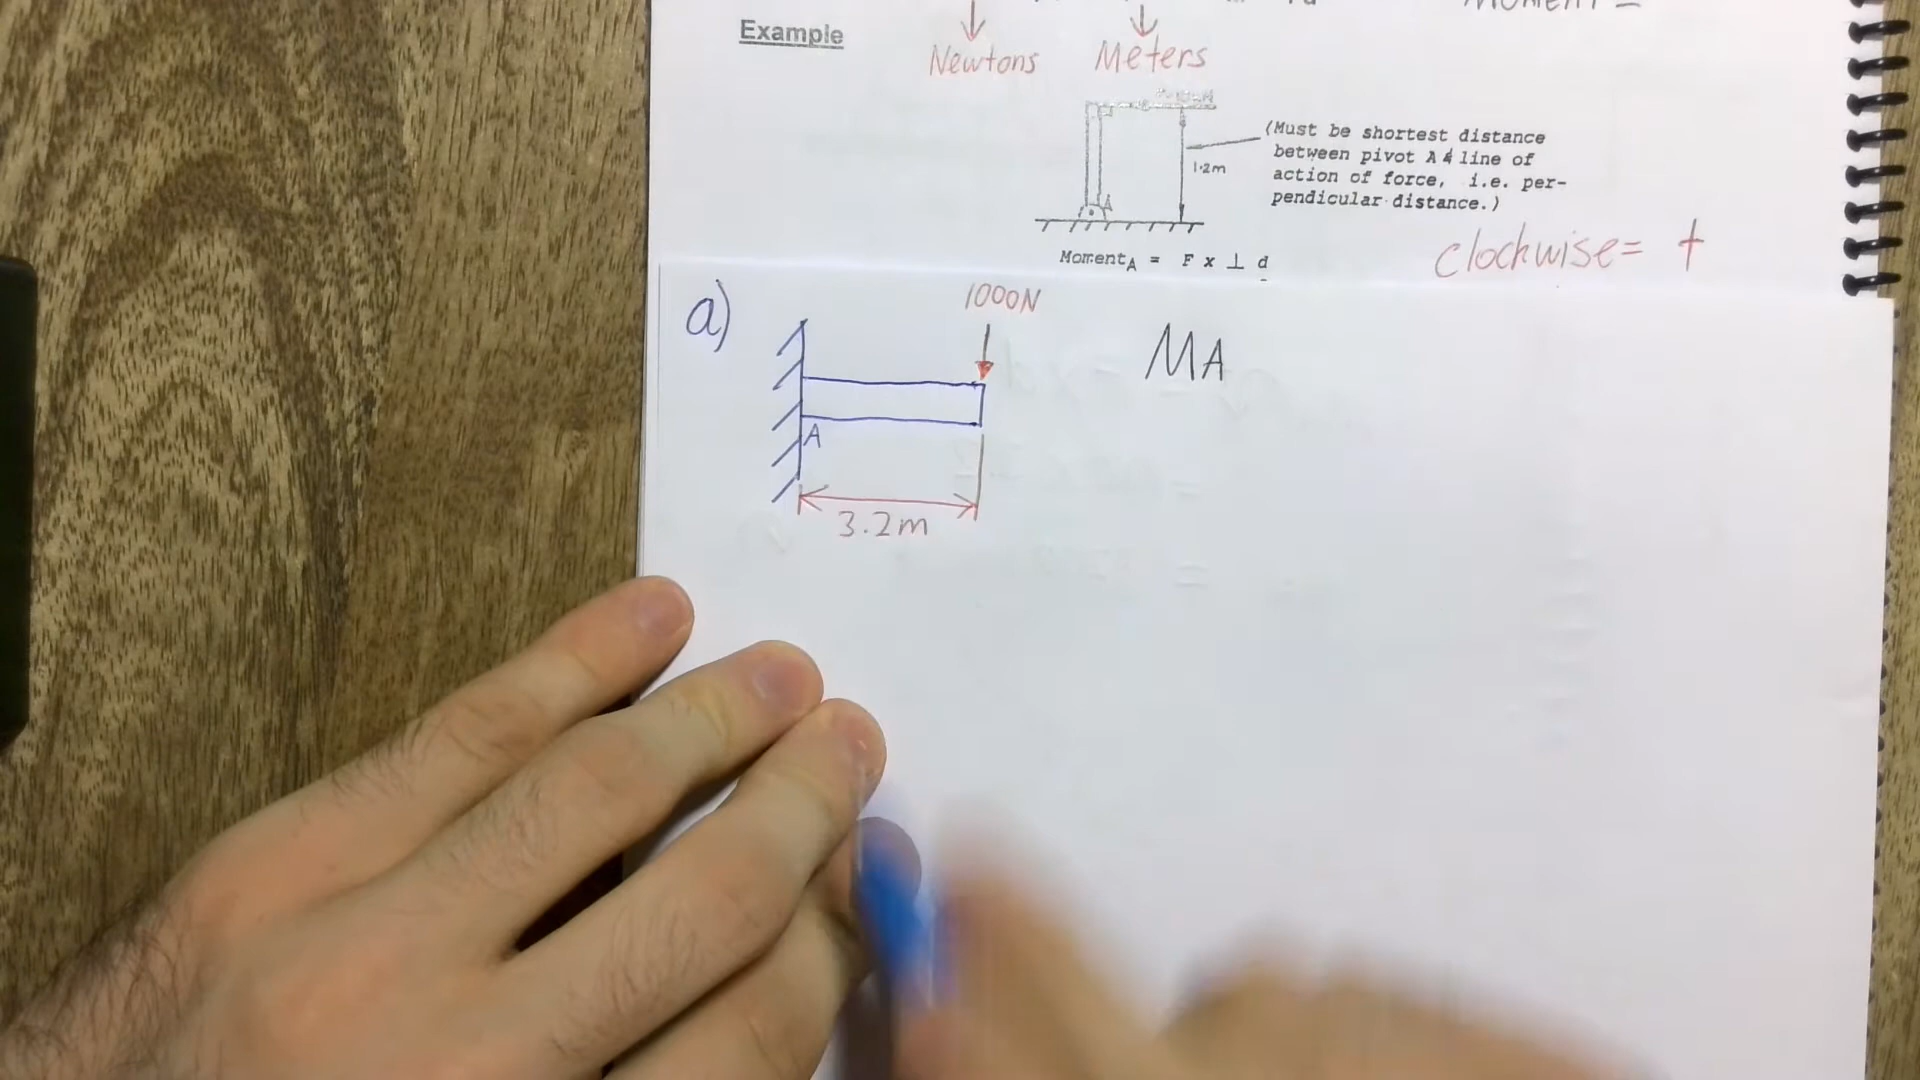 Example
Newtons Meters
(Must be shortest distance
between pivot A & line of
action of force, i.e. per-
pendicular distance.)
1·2m
A
clockwise= +
MomentA = F x ⊥ d
a)
1000N
MA
A
3.2m